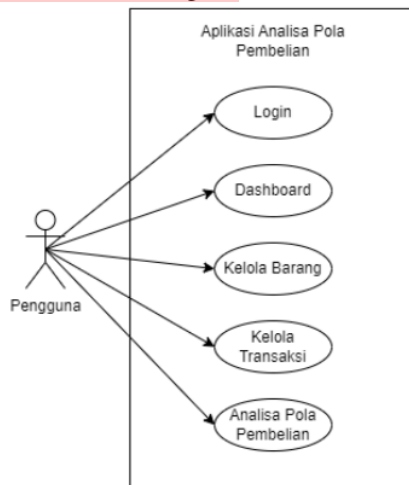 Aplikasi Analisa Pola
Pembelian
Login
Dashboard
Kelola Barang
Pengguna
Kelola
Transaksi
Analisa Pola
Pembelian